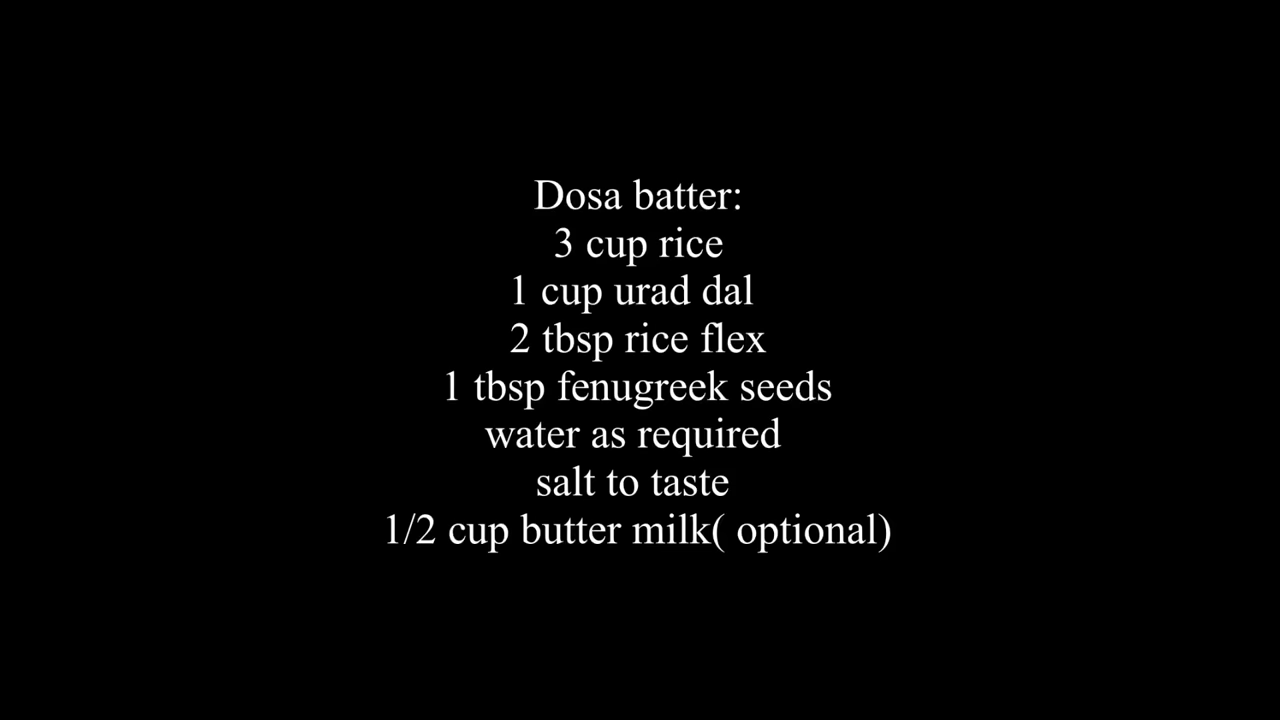 Dosa batter:
3 cup rice
1 cup urad dal
2 tbsp rice flex
1 tbsp fenugreek seeds
water as required
salt to taste
1/2 cup butter milk( optional)